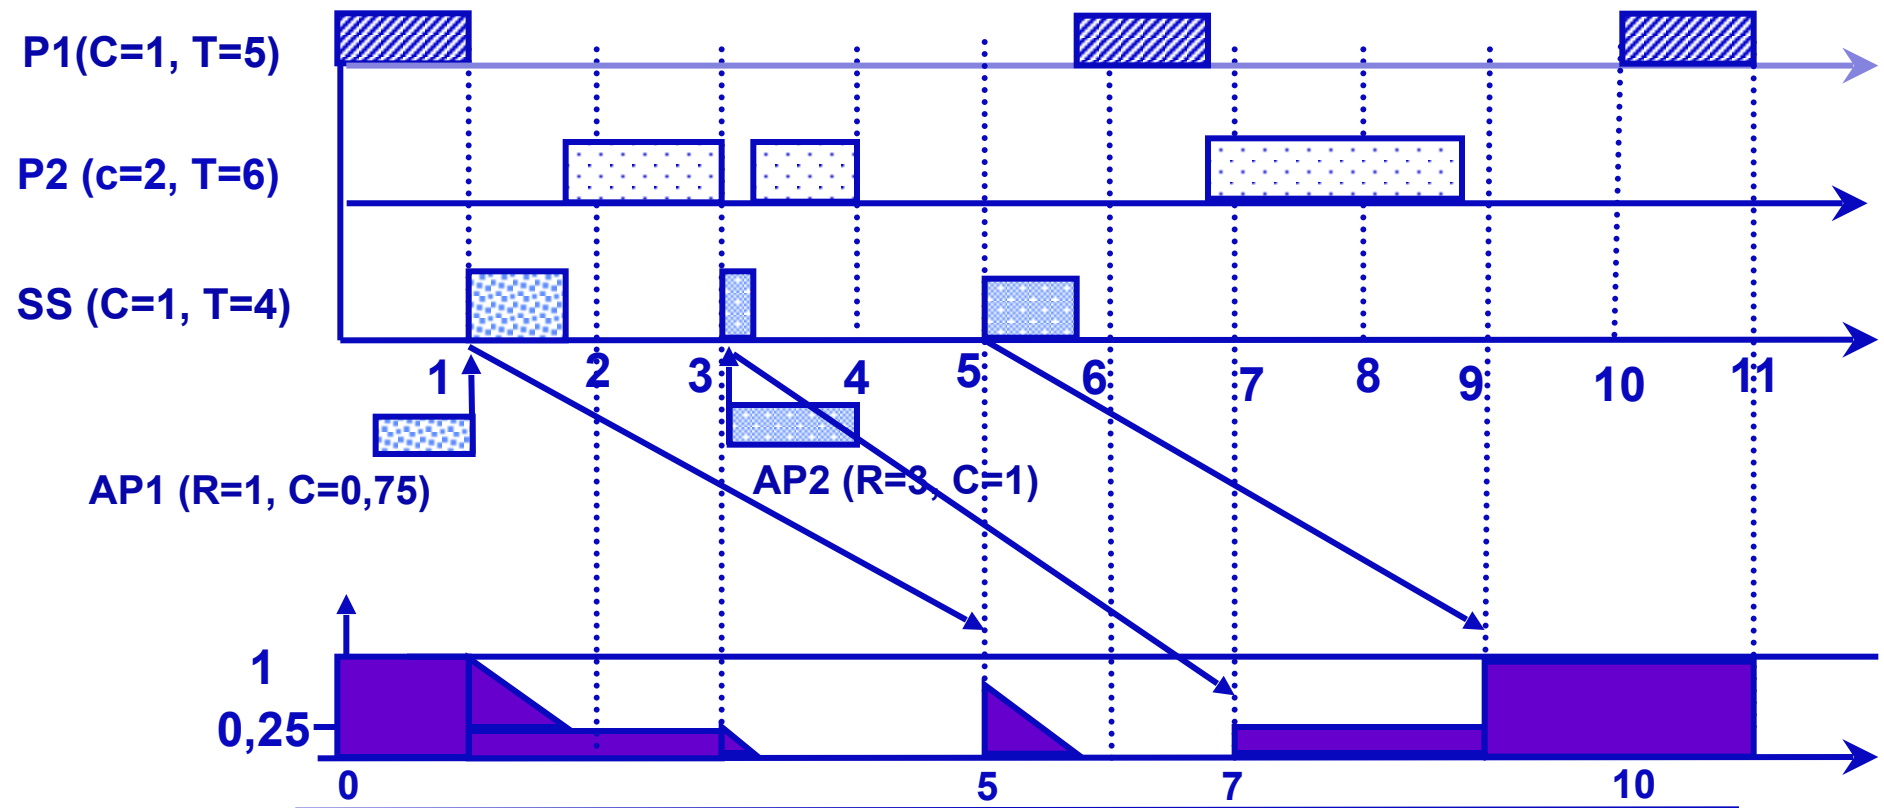 P1(C=1, T=5)
P2 (c=2, T=6)
SS (C=1, T=4)
1 2 3 4 5 6 7 8 9 10 11
AP1 (R=1, C=0,75)
AP2 (R=3, C=1)
1
0,25
0 5 7 10